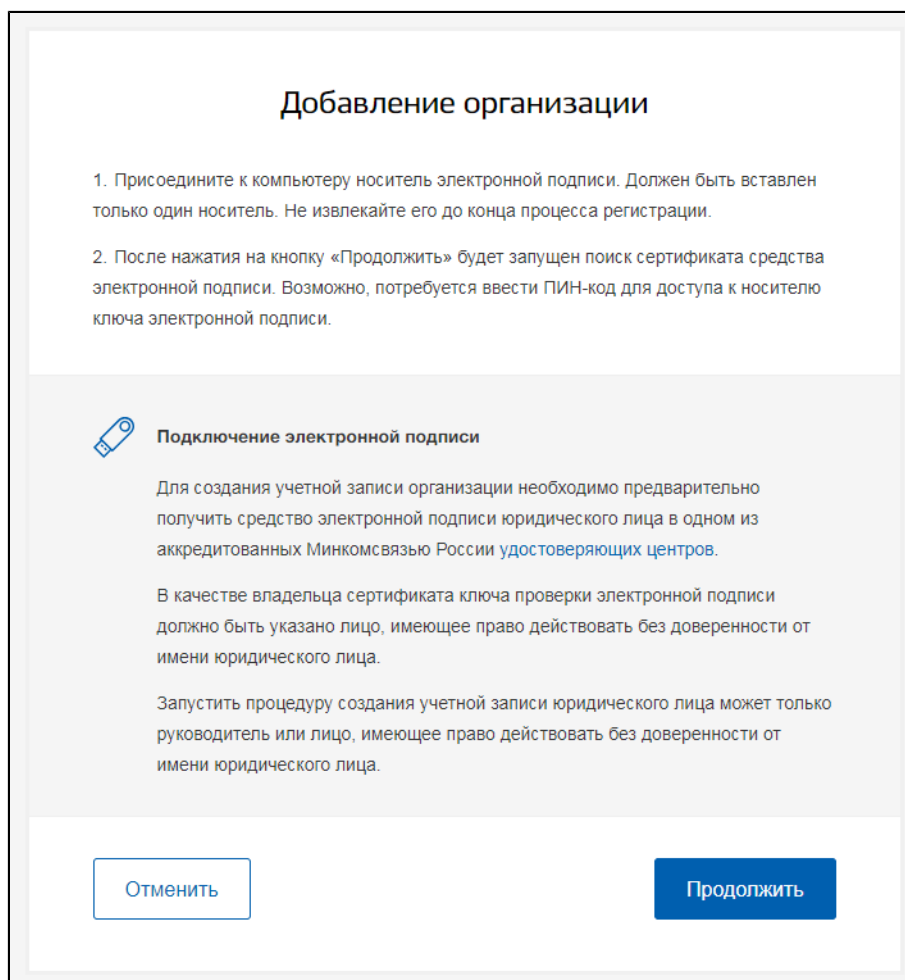 Добавление организации
1. Присоедините к компьютеру носитель электронной подписи. Должен быть вставлен
только один носитель. Не извлекайте его до конца процесса регистрации.
2. После нажатия на кнопку «Продолжить» будет запущен поиск сертификата средства
электронной подписи. Возможно, потребуется ввести ПИН-код для доступа к носителю
ключа электронной подписи.
Подключение электронной подписи
Для создания учетной записи организации необходимо предварительно
получить средство электронной подписи юридического лица в одном из
аккредитованных Минкомсвязью России удостоверяющих центров.
В качестве владельца сертификата ключа проверки электронной подписи
должно быть указано лицо, имеющее право действовать без доверенности от
имени юридического лица.
Запустить процедуру создания учетной записи юридического лица может только
руководитель или лицо, имеющее право действовать без доверенности от
имени юридического лица.
Отменить
Продолжить